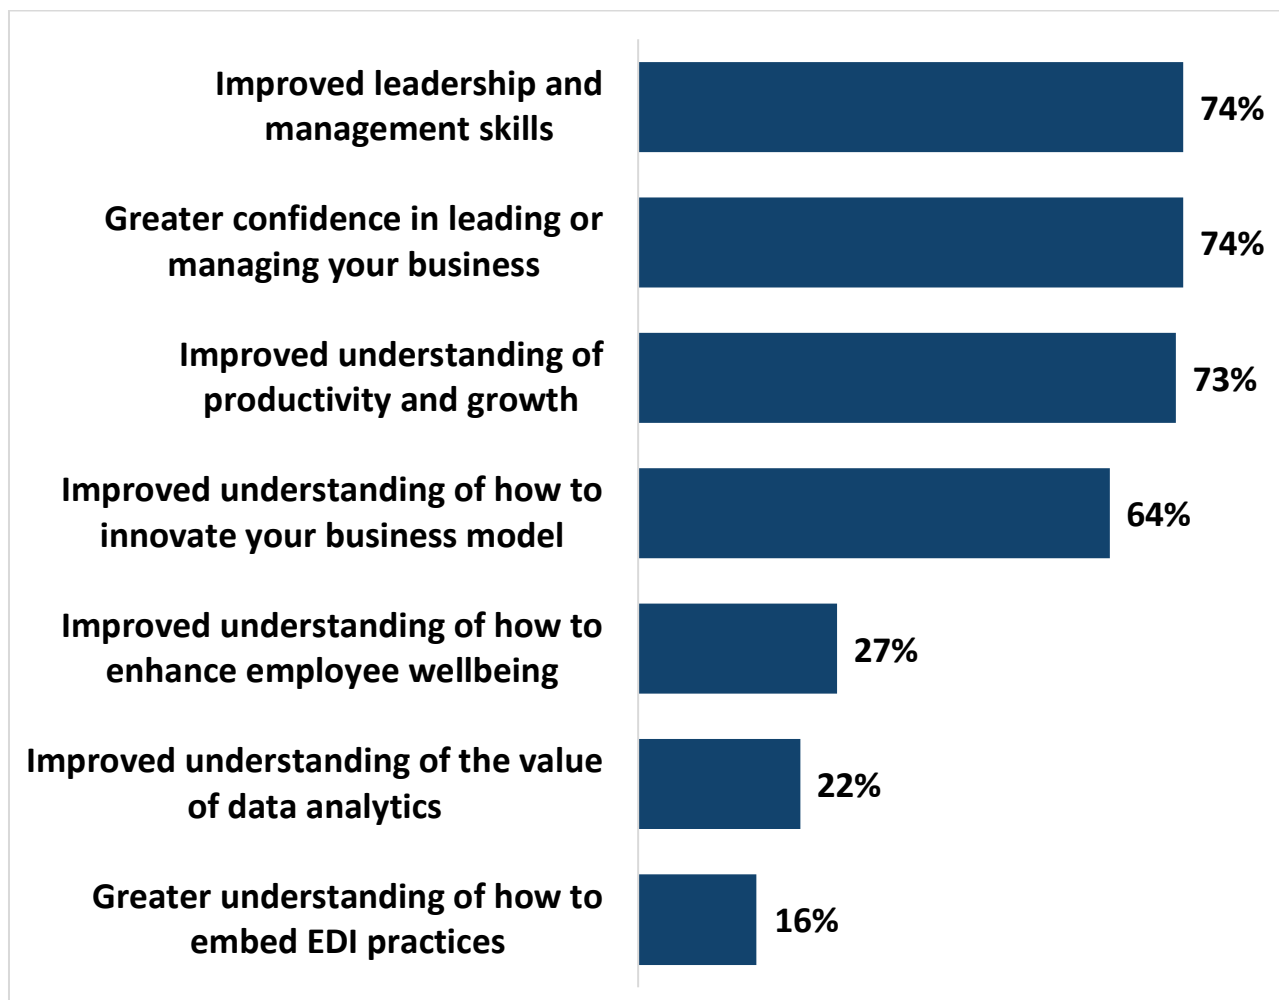 Improved leadership and
management skills
74%
Greater confidence in leading or
managing your business
74%
Improved understanding of
productivity and growth
73%
Improved understanding of how to
innovate your business model
64%
Improved understanding of how to
enhance employee wellbeing
27%
Improved understanding of the value
of data analytics
22%
Greater understanding of how to
embed EDI practices
16%